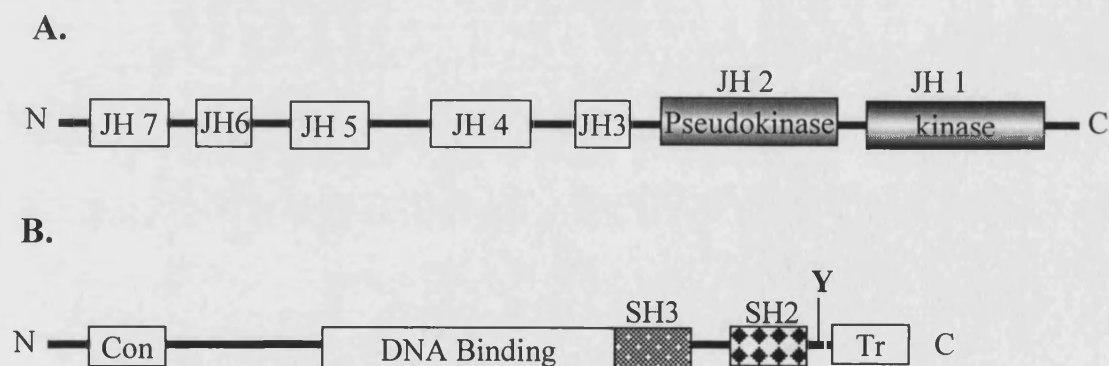 A.
JH 2 JH 1
N JH 7 JH6 JH 5 JH 4 JH3 Pseudokinase kinase C
B.
Y
SH3 SH2
N Con DNA Binding Tr C